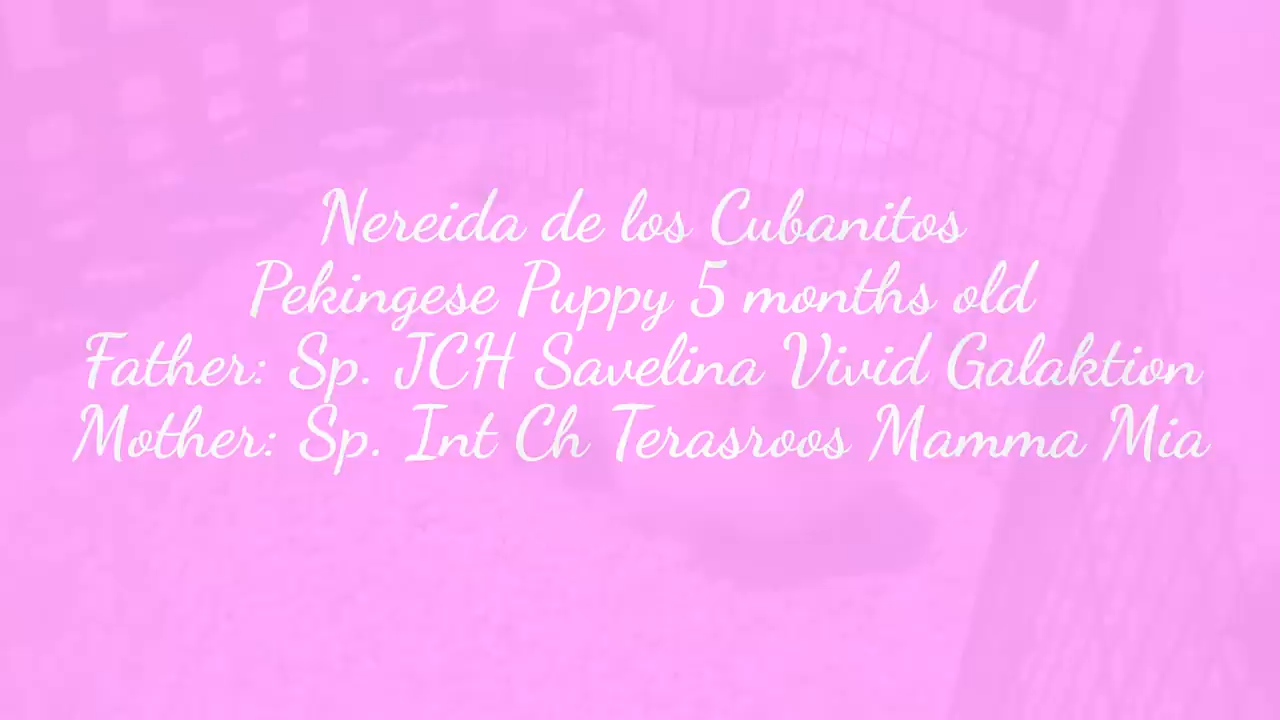 Nereida de los Cubanitos
Pekingese Puppy 5 months old
Father: Sp. JCH Savelina Vivid Galaktion
Mother: Sp. Int Ch Terasroos Mamma Mia